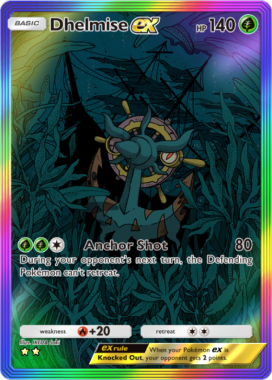 BASIC Dhelmise ex HP 140
Anchor Shot 80
During your opponent's next turn, the Defending
Pokémon can't retreat.
weakness +20 retreat
ex rule When your Pokémon ex is
Knocked Out, your opponent gets 2 points.